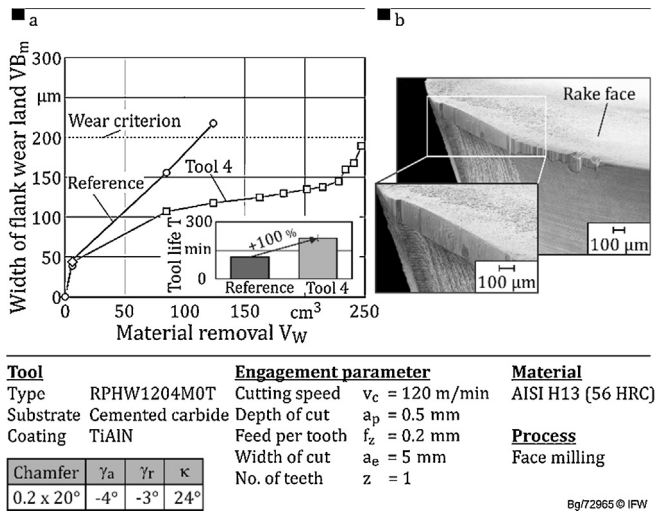 a
b
Width of flank wear land VBm
300
μm
200
150
100
50
0
Wear criterion
Reference
Tool 4
Tool life T
300
min
0
+100 %
Reference Tool 4
0 50 100 150 cm³ 250
Material removal VW
Rake face
100 μm
100 μm
Tool
Type RPHW1204M0T
Substrate Cemented carbide
Coating TiAlN
Chamfer γa γr κ
0.2 x 20° -4° -3° 24°
Engagement parameter
Cutting speed vc = 120 m/min
Depth of cut ap = 0.5 mm
Feed per tooth fz = 0.2 mm
Width of cut ae = 5 mm
No. of teeth z = 1
Material
AISI H13 (56 HRC)
Process
Face milling
Bg/72965 © IFW